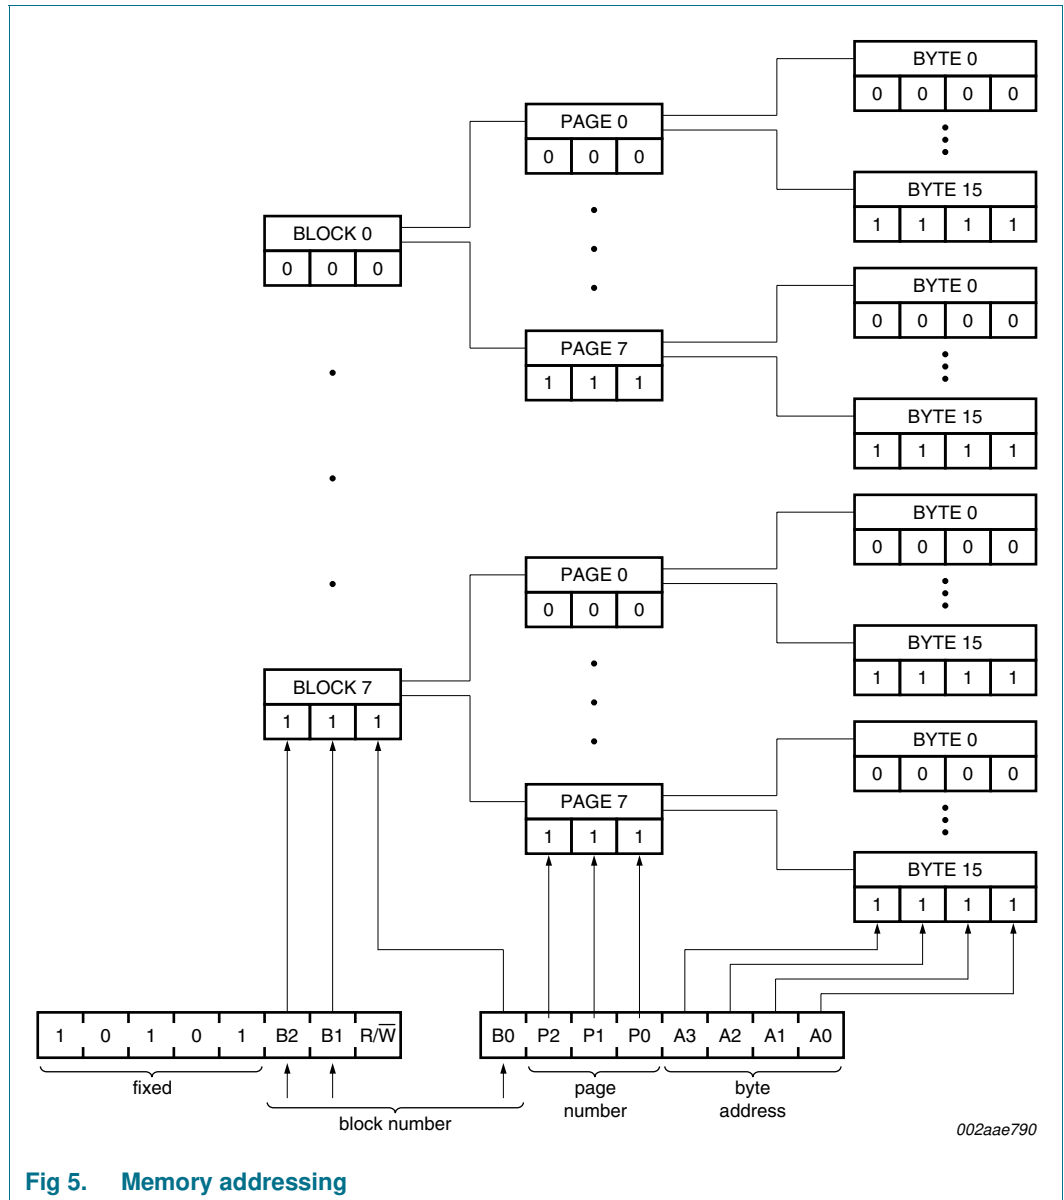 BYTE 0
0 0 0 0
PAGE 0
0 0 0
BYTE 15
1 1 1 1
BLOCK 0
0 0 0
BYTE 0
0 0 0 0
PAGE 7
1 1 1
BYTE 15
1 1 1 1
BYTE 0
0 0 0 0
PAGE 0
0 0 0
BYTE 15
1 1 1 1
BLOCK 7
1 1 1
BYTE 0
0 0 0 0
PAGE 7
1 1 1
BYTE 15
1 1 1 1
1 0 1 0 1 B2 B1 R/W̅ B0 P2 P1 P0 A3 A2 A1 A0
fixed
block number
page
number
byte
address
002aae790
Fig 5. Memory addressing